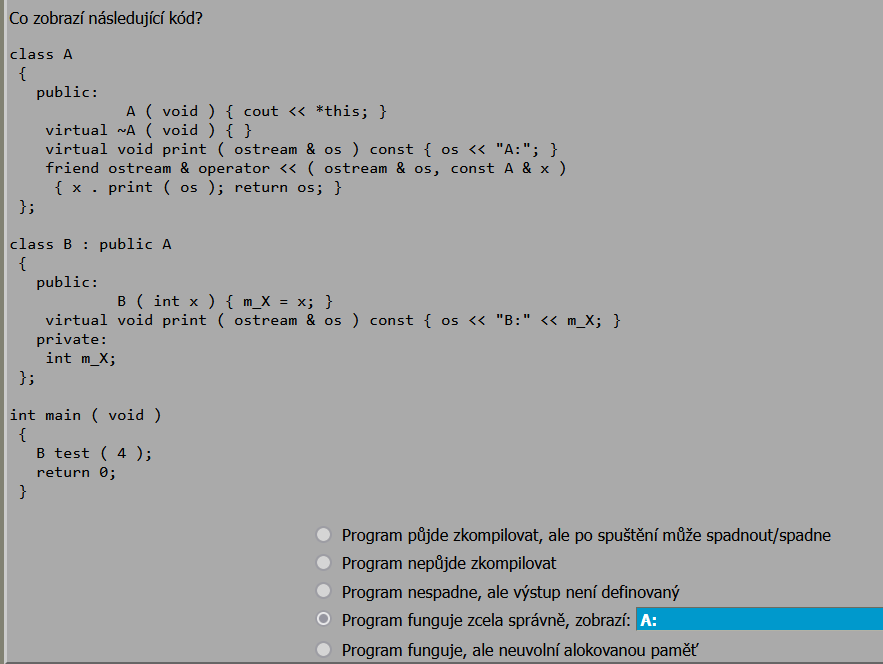 Co zobrazí následující kód?
class A
{
public:
A ( void ) { cout << *this; }
virtual ~A ( void ) { }
virtual void print ( ostream & os ) const { os << "A:"; }
friend ostream & operator << ( ostream & os, const A & x )
{ x . print ( os ); return os; }
};
class B : public A
{
public:
B ( int x ) { m_X = x; }
virtual void print ( ostream & os ) const { os << "B:" << m_X; }
private:
int m_X;
};
int main ( void )
{
B test ( 4 );
return 0;
}
Program půjde zkompilovat, ale po spuštění může spadnout/spadne
Program nepůjde zkompilovat
Program nespadne, ale výstup není definovaný
Program funguje zcela správně, zobrazí: A:
Program funguje, ale neuvolní alokovanou paměť